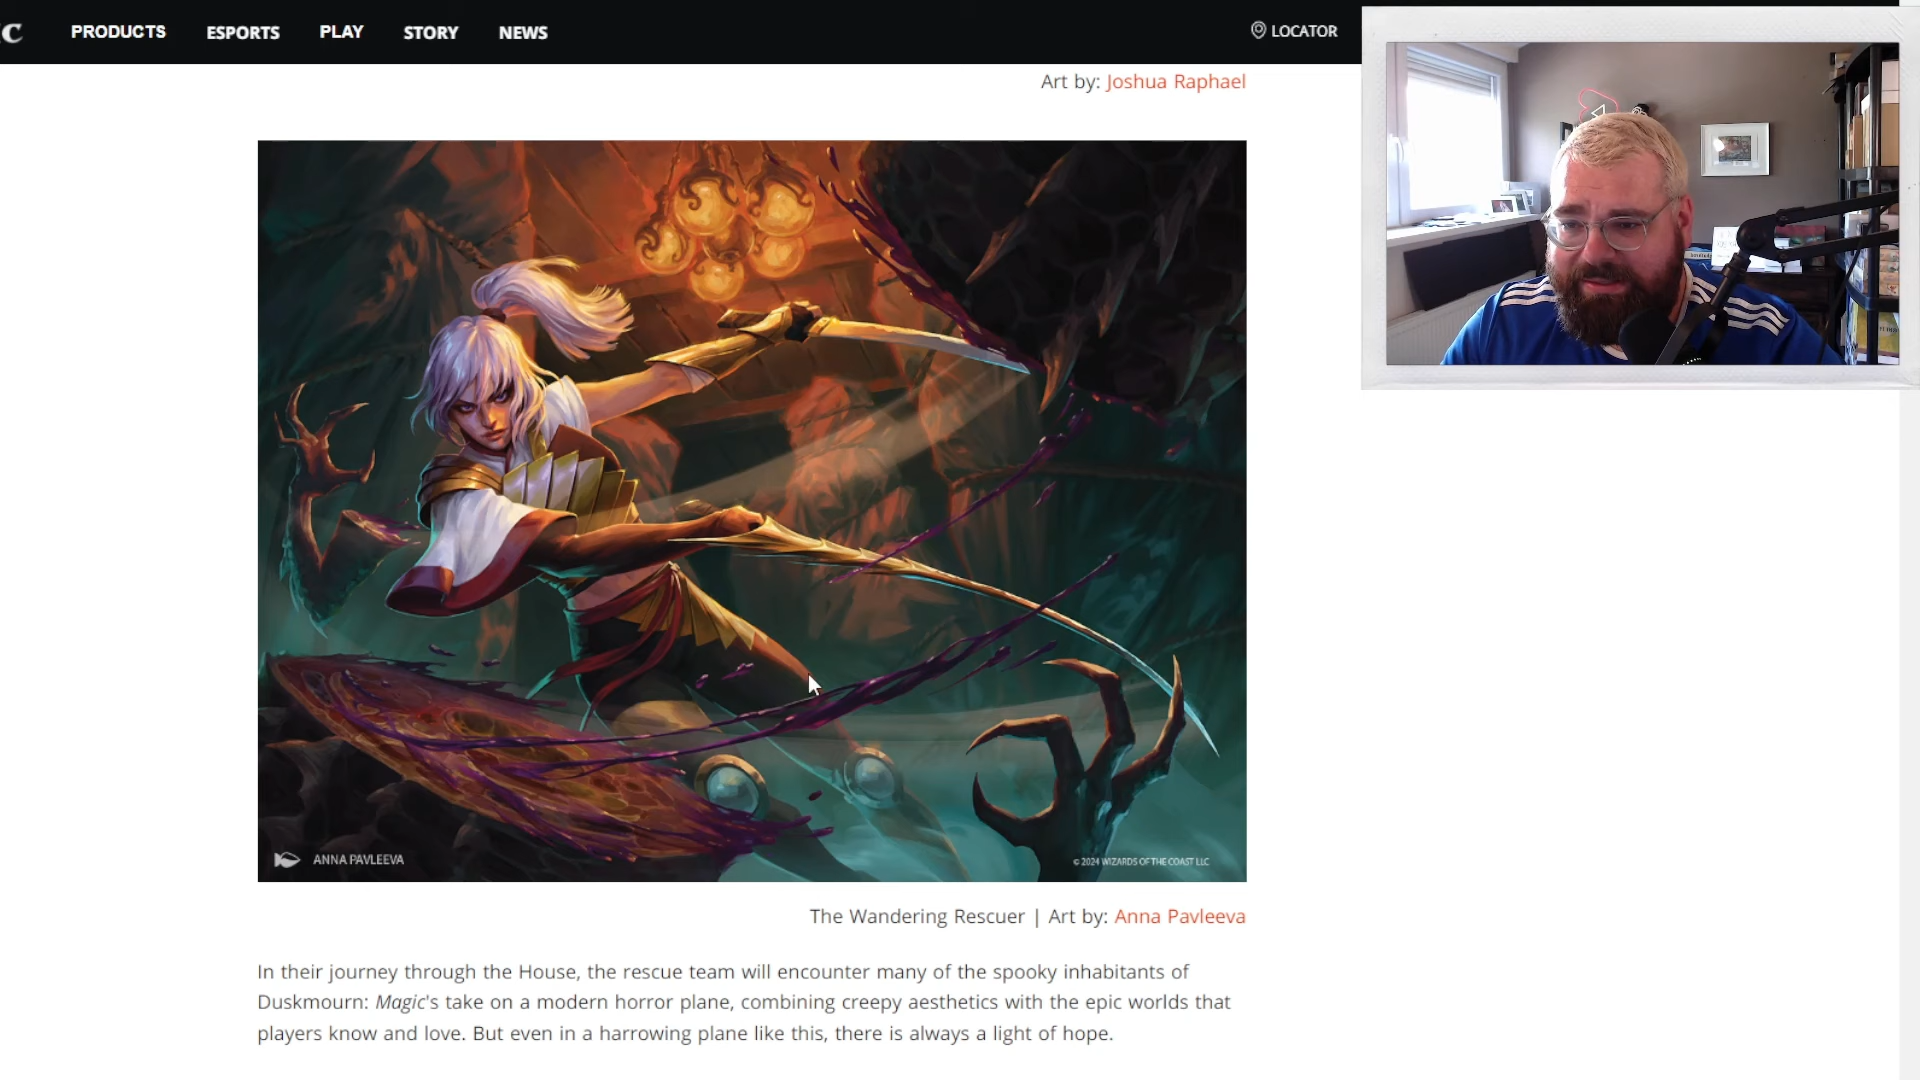 PRODUCTS ESPORTS PLAY STORY NEWS LOCATOR
Art by: Joshua Raphael
ANNA PAVLEEVA
© 2024 WIZARDS OF THE COAST LLC
The Wandering Rescuer | Art by: Anna Pavleeva
In their journey through the House, the rescue team will encounter many of the spooky inhabitants of
Duskmourn: Magic's take on a modern horror plane, combining creepy aesthetics with the epic worlds that
players know and love. But even in a harrowing plane like this, there is always a light of hope.